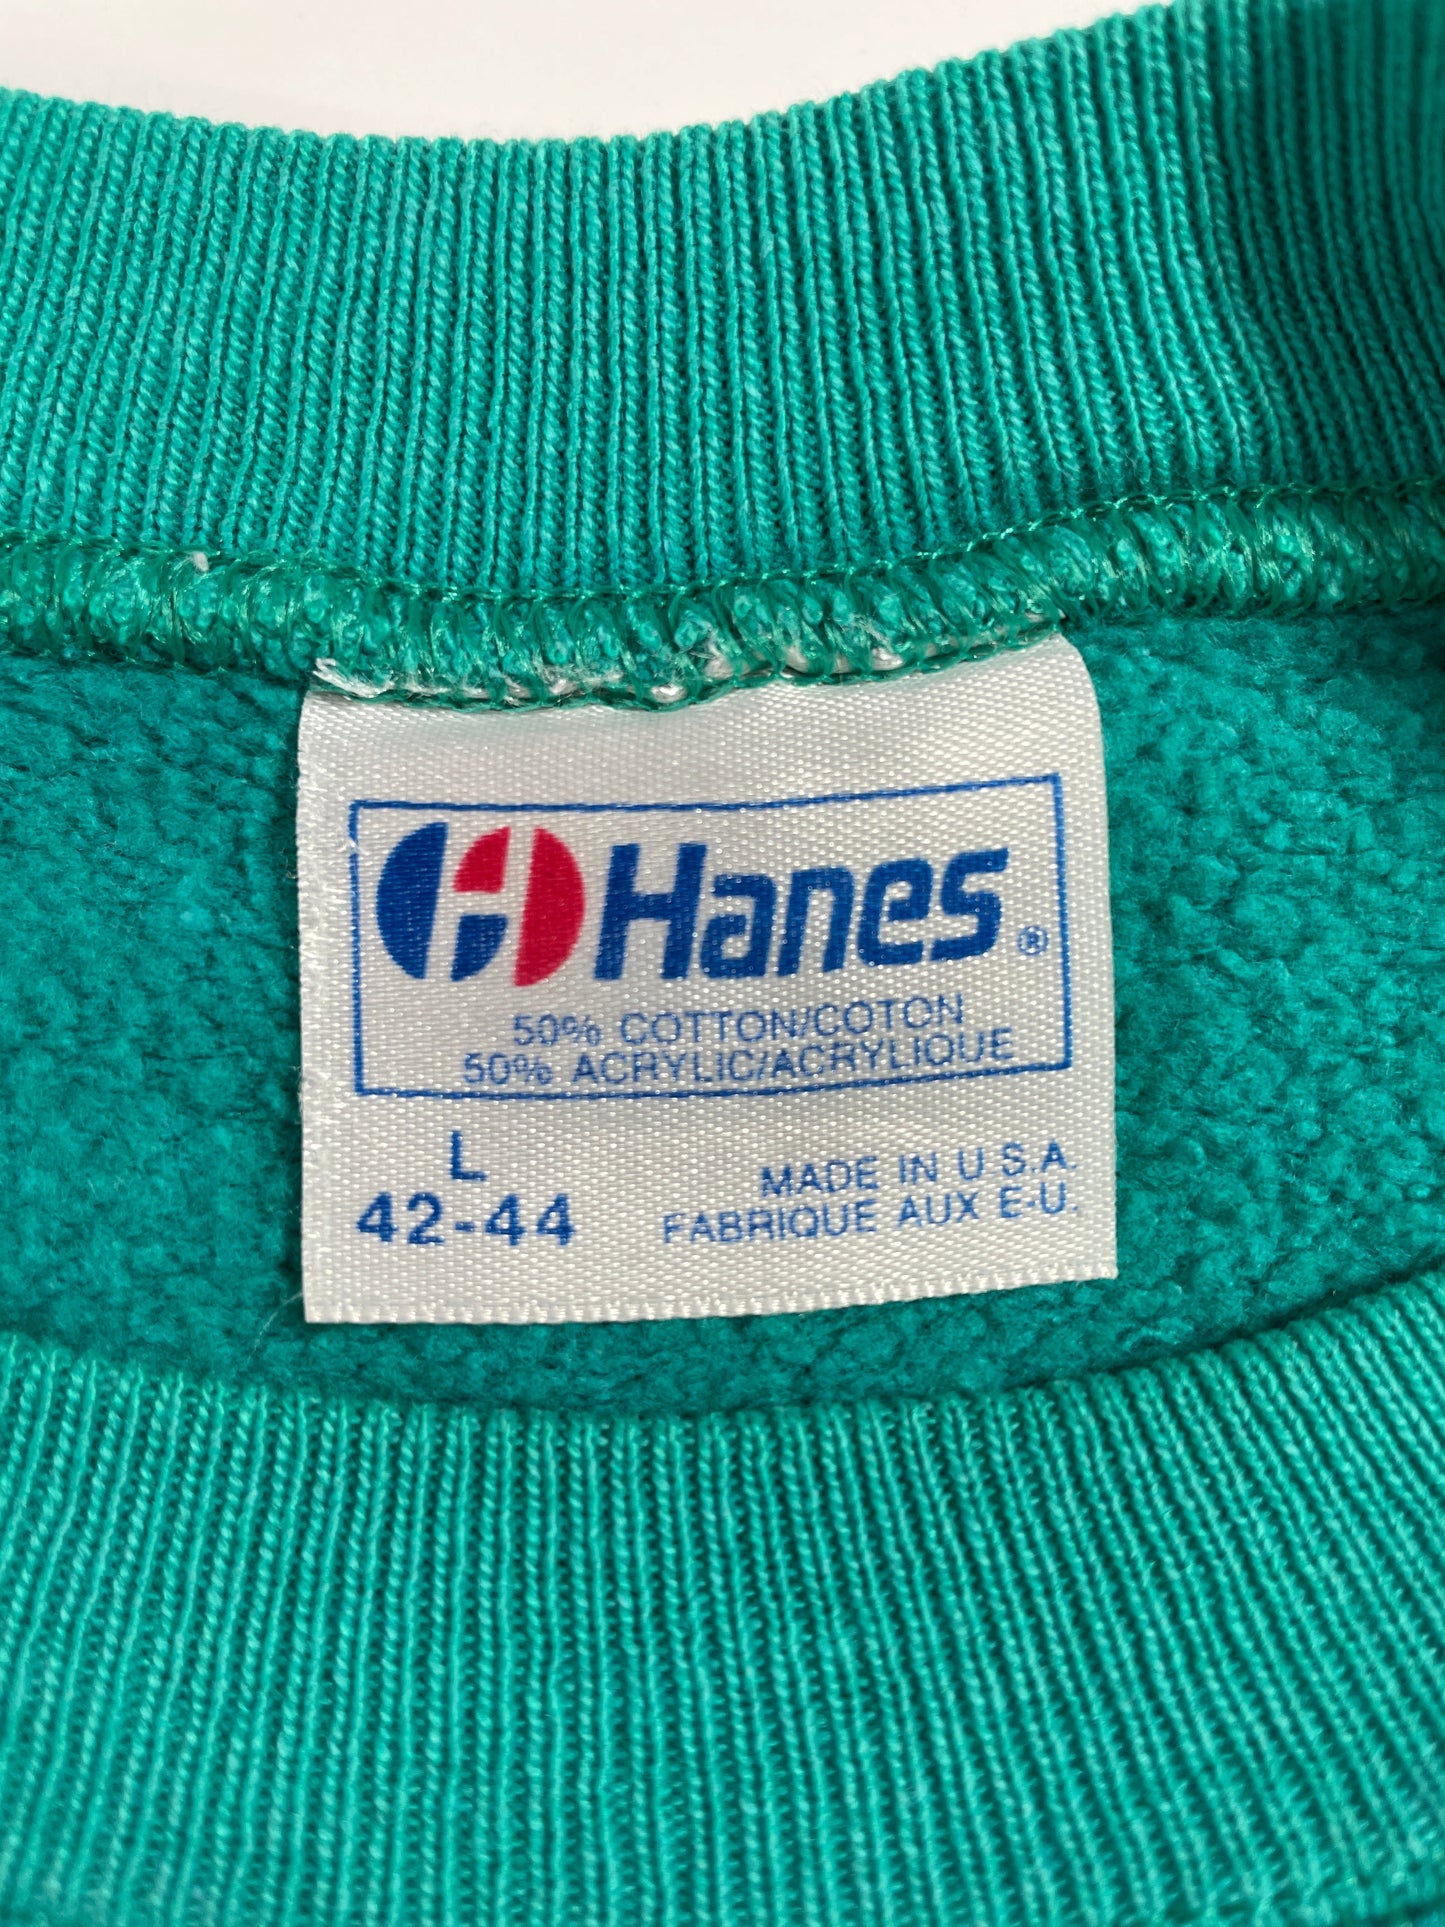 Hanes®
50% COTTON/COTON
50% ACRYLIC/ACRYLIQUE
L
42-44
MADE IN U.S.A.
FABRIQUE AUX E-U.